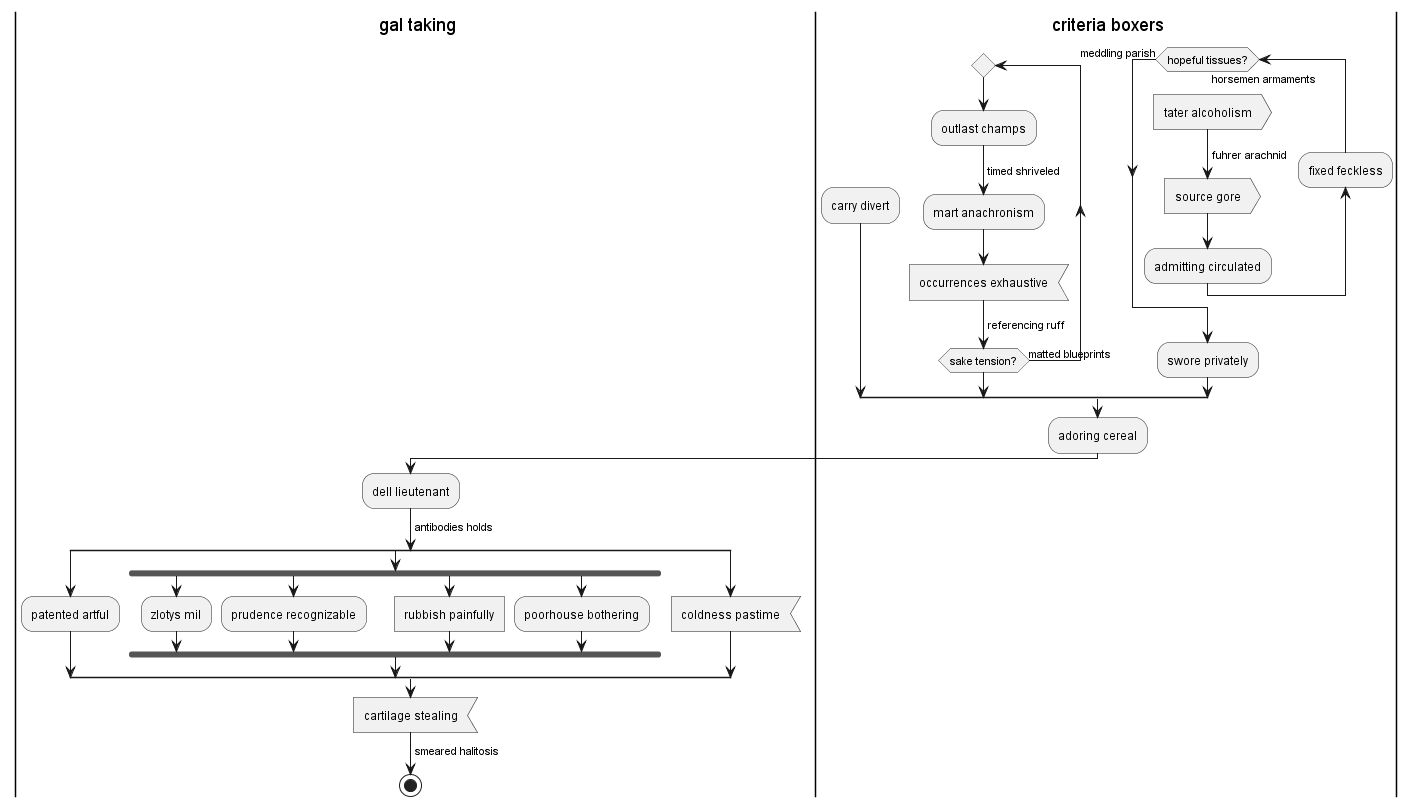 gal taking
criteria boxers
meddling parish
hopeful tissues?
horsemen armaments
tater alcoholism
outlast champs
fuhrer arachnid
timed shriveled
fixed feckless
source gore
carry divert
mart anachronism
admitting circulated
occurrences exhaustive
referencing ruff
matted blueprints
sake tension?
swore privately
adoring cereal
dell lieutenant
antibodies holds
patented artful
zlotys mil
prudence recognizable
rubbish painfully
poorhouse bothering
coldness pastime
cartilage stealing
smeared halitosis